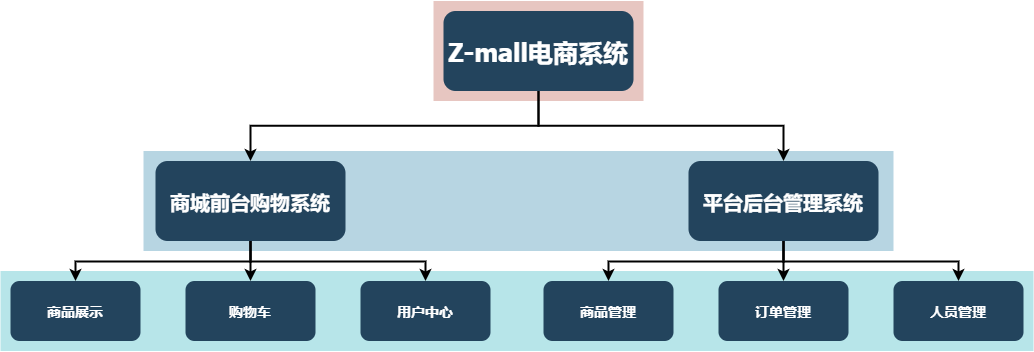 Z-mall电商系统
商城前台购物系统
平台后台管理系统
商品展示
购物车
用户中心
商品管理
订单管理
人员管理